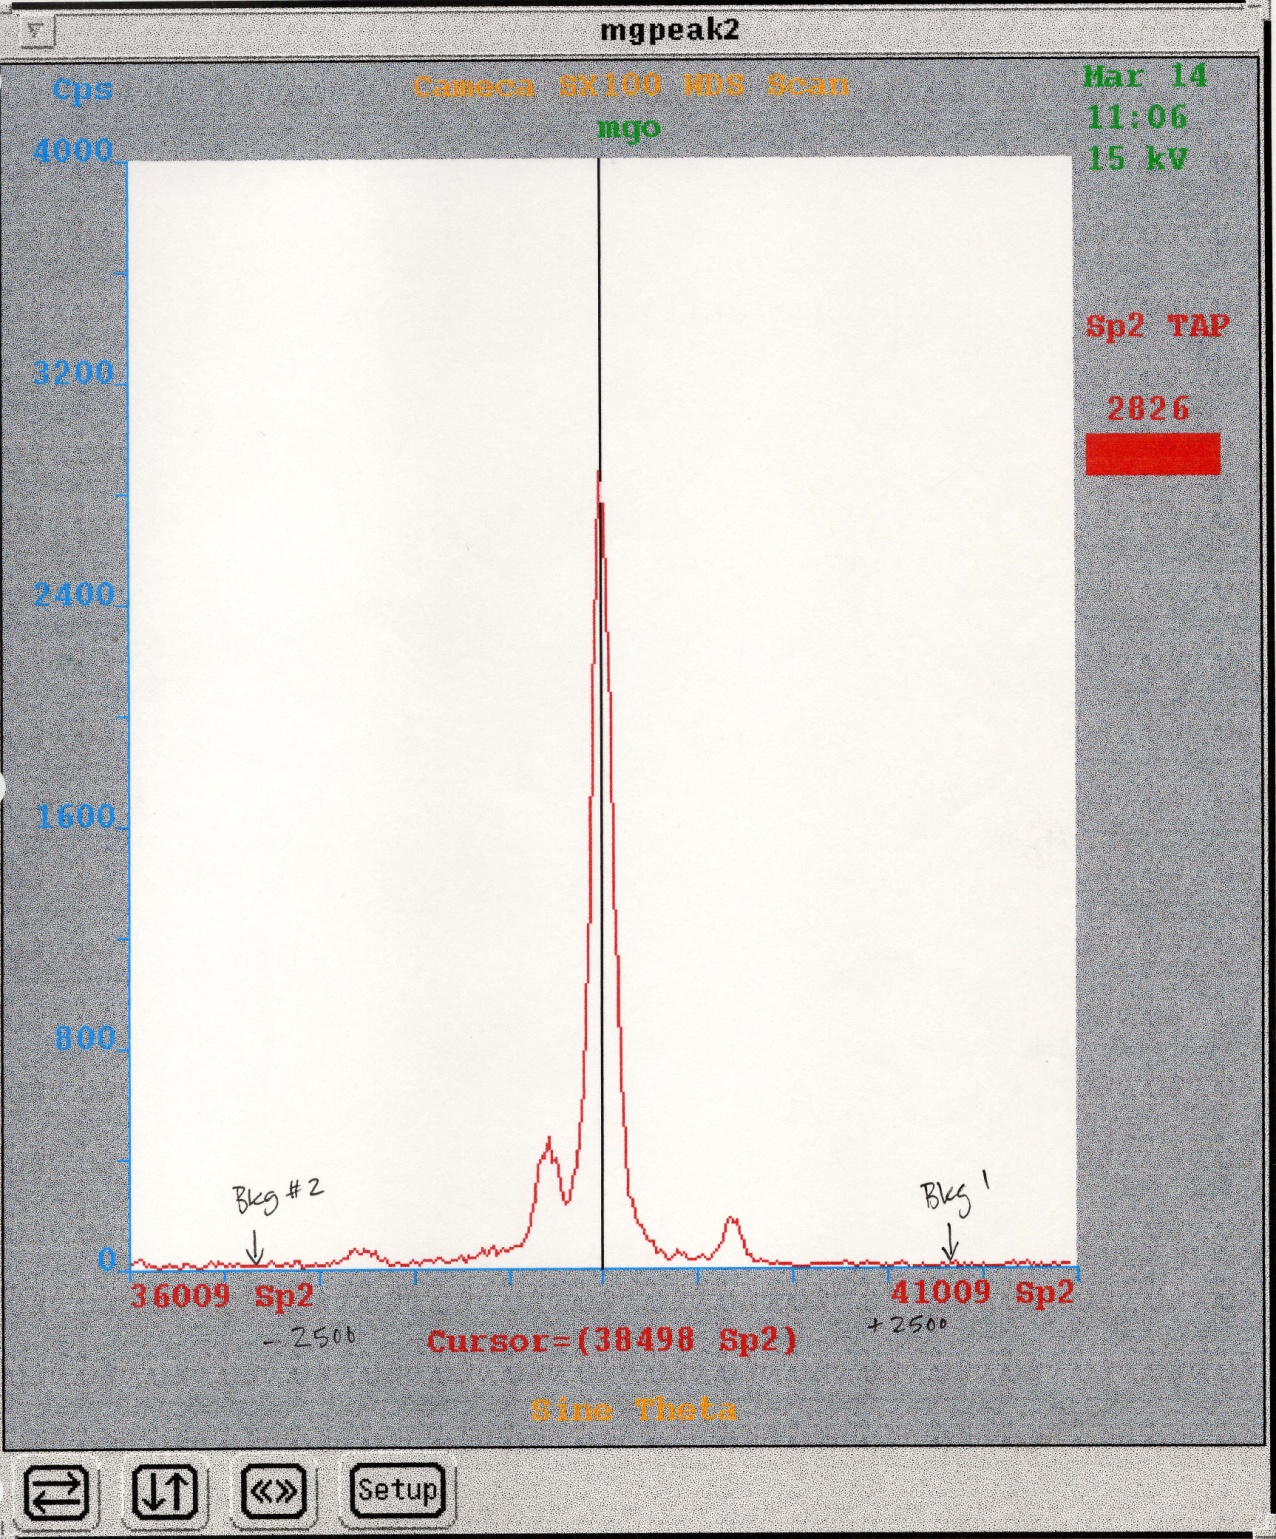 mgpeak2
Cps
Cameca SX100 WDS Scan
mgo
Mar 14
11:06
15 kV
4000
3200
2400
1600
800
0
Sp2 TAP
2826
Bkg #2
Bkg 1
36009 Sp2
41009 Sp2
- 2500
+2500
Cursor=(38498 Sp2)
Sine Theta
Setup